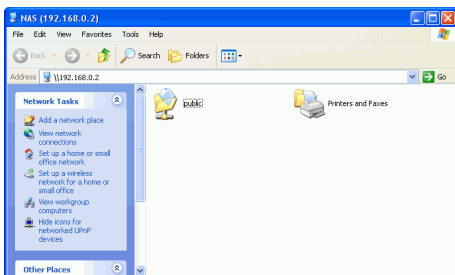 NAS (192.168.0.2)
File Edit View Favorites Tools Help
Back Search Folders
Address \\192.168.0.2 Go
Network Tasks
Add a network place
View network
connections
Set up a home or small
office network
Set up a wireless
network for a home or
small office
View workgroup
computers
Hide icons for
networked UPnP
devices
Other Places
public
Printers and Faxes